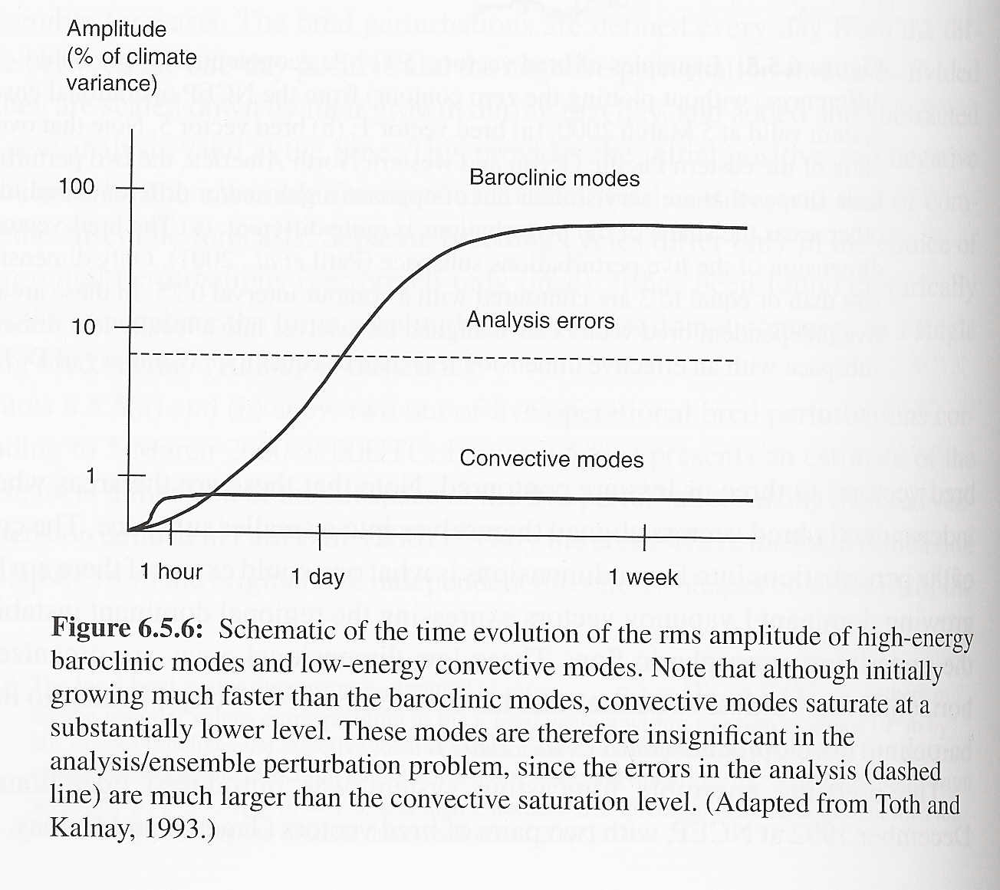 Amplitude
(% of climate
variance)
100
Baroclinic modes
10
Analysis errors
1
Convective modes
1 hour
1 day
1 week
Figure 6.5.6: Schematic of the time evolution of the rms amplitude of high-energy
baroclinic modes and low-energy convective modes. Note that although initially
growing much faster than the baroclinic modes, convective modes saturate at a
substantially lower level. These modes are therefore insignificant in the
analysis/ensemble perturbation problem, since the errors in the analysis (dashed
line) are much larger than the convective saturation level. (Adapted from Toth and
Kalnay, 1993.)